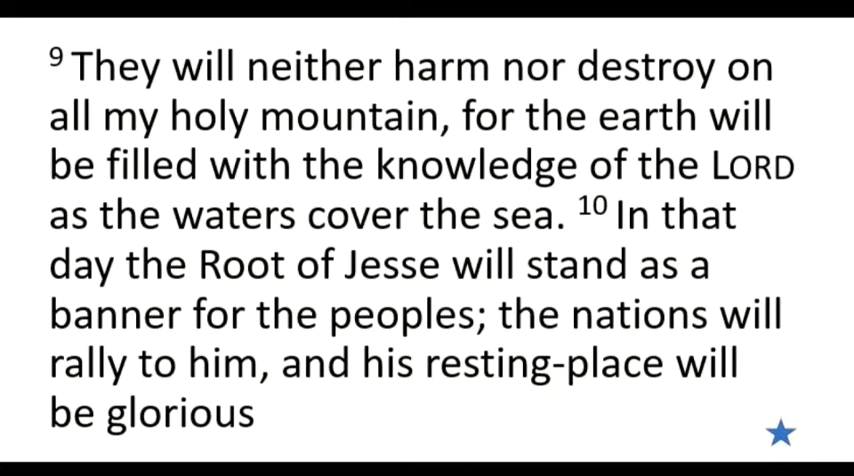 ⁹ They will neither harm nor destroy on
all my holy mountain, for the earth will
be filled with the knowledge of the LORD
as the waters cover the sea. ¹⁰ In that
day the Root of Jesse will stand as a
banner for the peoples; the nations will
rally to him, and his resting-place will
be glorious